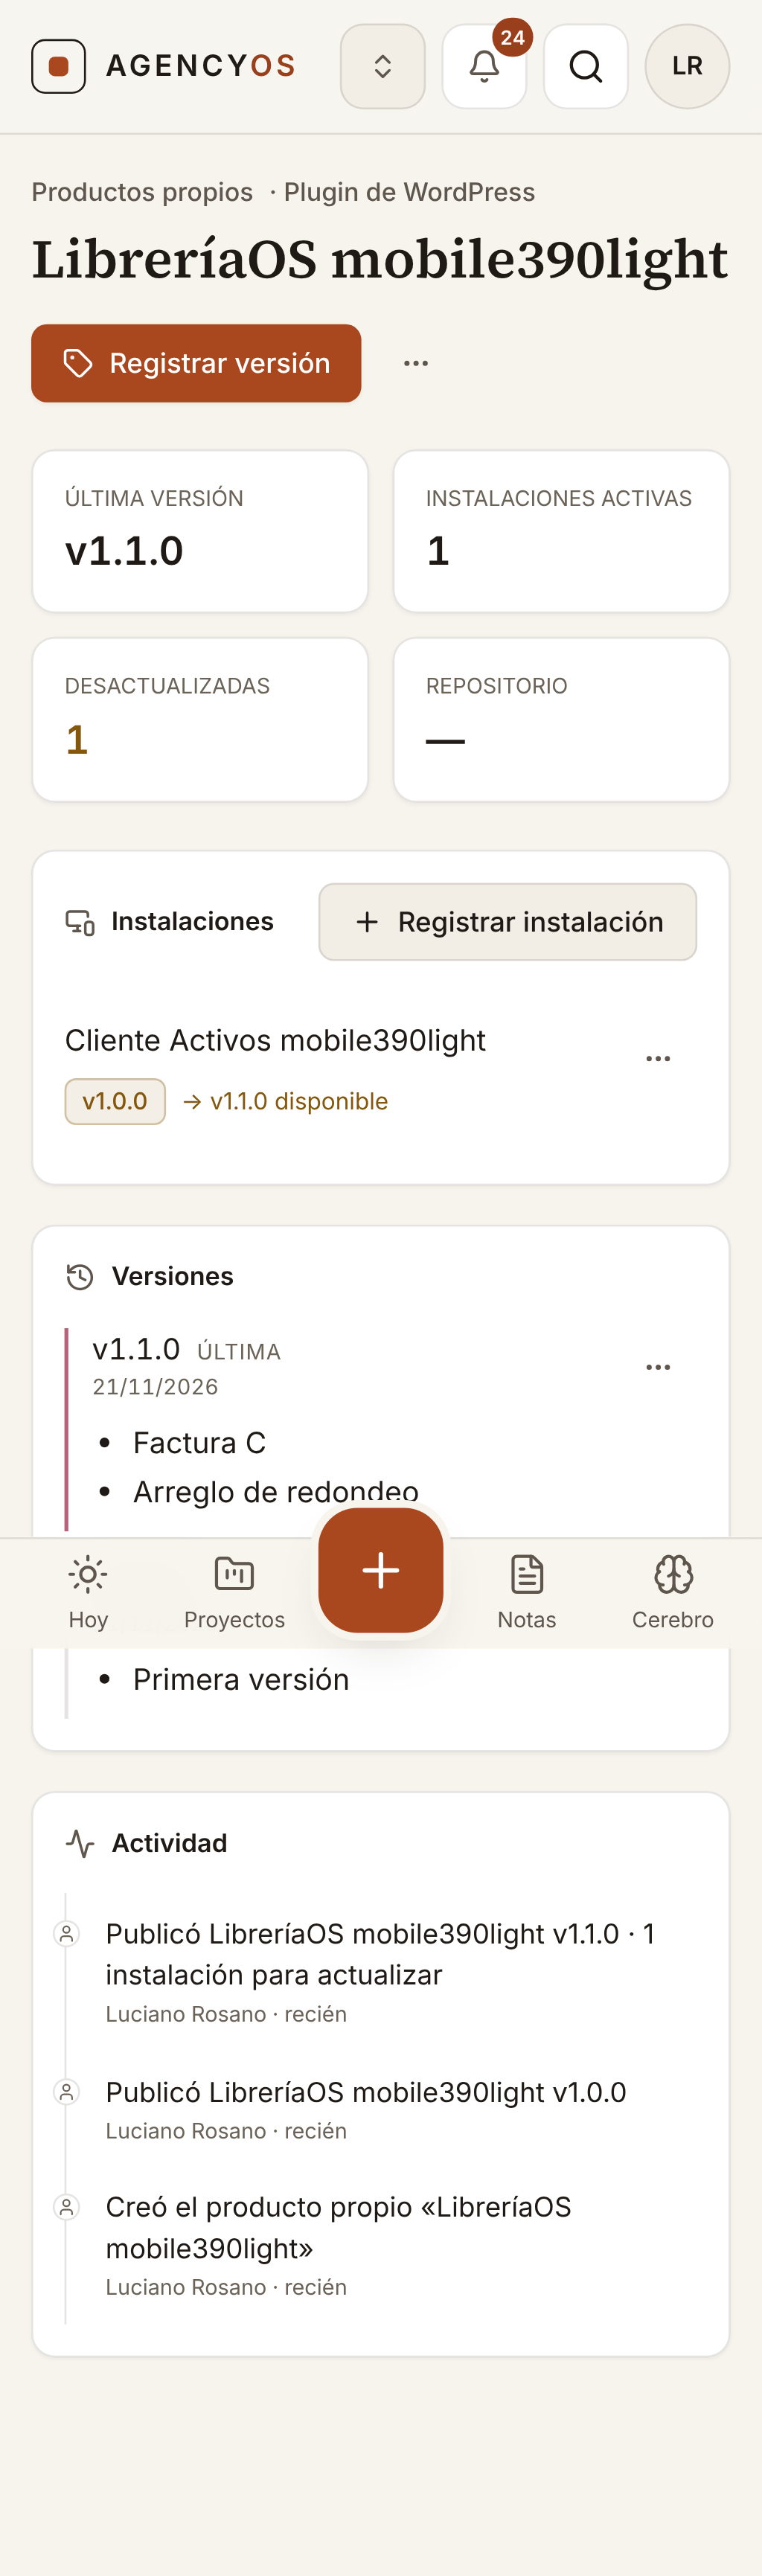 AGENCYOS
24
LR
Productos propios · Plugin de WordPress
LibreríaOS mobile390light
Registrar versión
ÚLTIMA VERSIÓN
v1.1.0
INSTALACIONES ACTIVAS
1
DESACTUALIZADAS
1
REPOSITORIO
—
Instalaciones
Registrar instalación
Cliente Activos mobile390light
v1.0.0 → v1.1.0 disponible
Versiones
v1.1.0 ÚLTIMA
21/11/2026
• Factura C
• Arreglo de redondeo
Hoy
Proyectos
Notas
Cerebro
• Primera versión
Actividad
Publicó LibreríaOS mobile390light v1.1.0 · 1
instalación para actualizar
Luciano Rosano · recién
Publicó LibreríaOS mobile390light v1.0.0
Luciano Rosano · recién
Creó el producto propio «LibreríaOS
mobile390light»
Luciano Rosano · recién